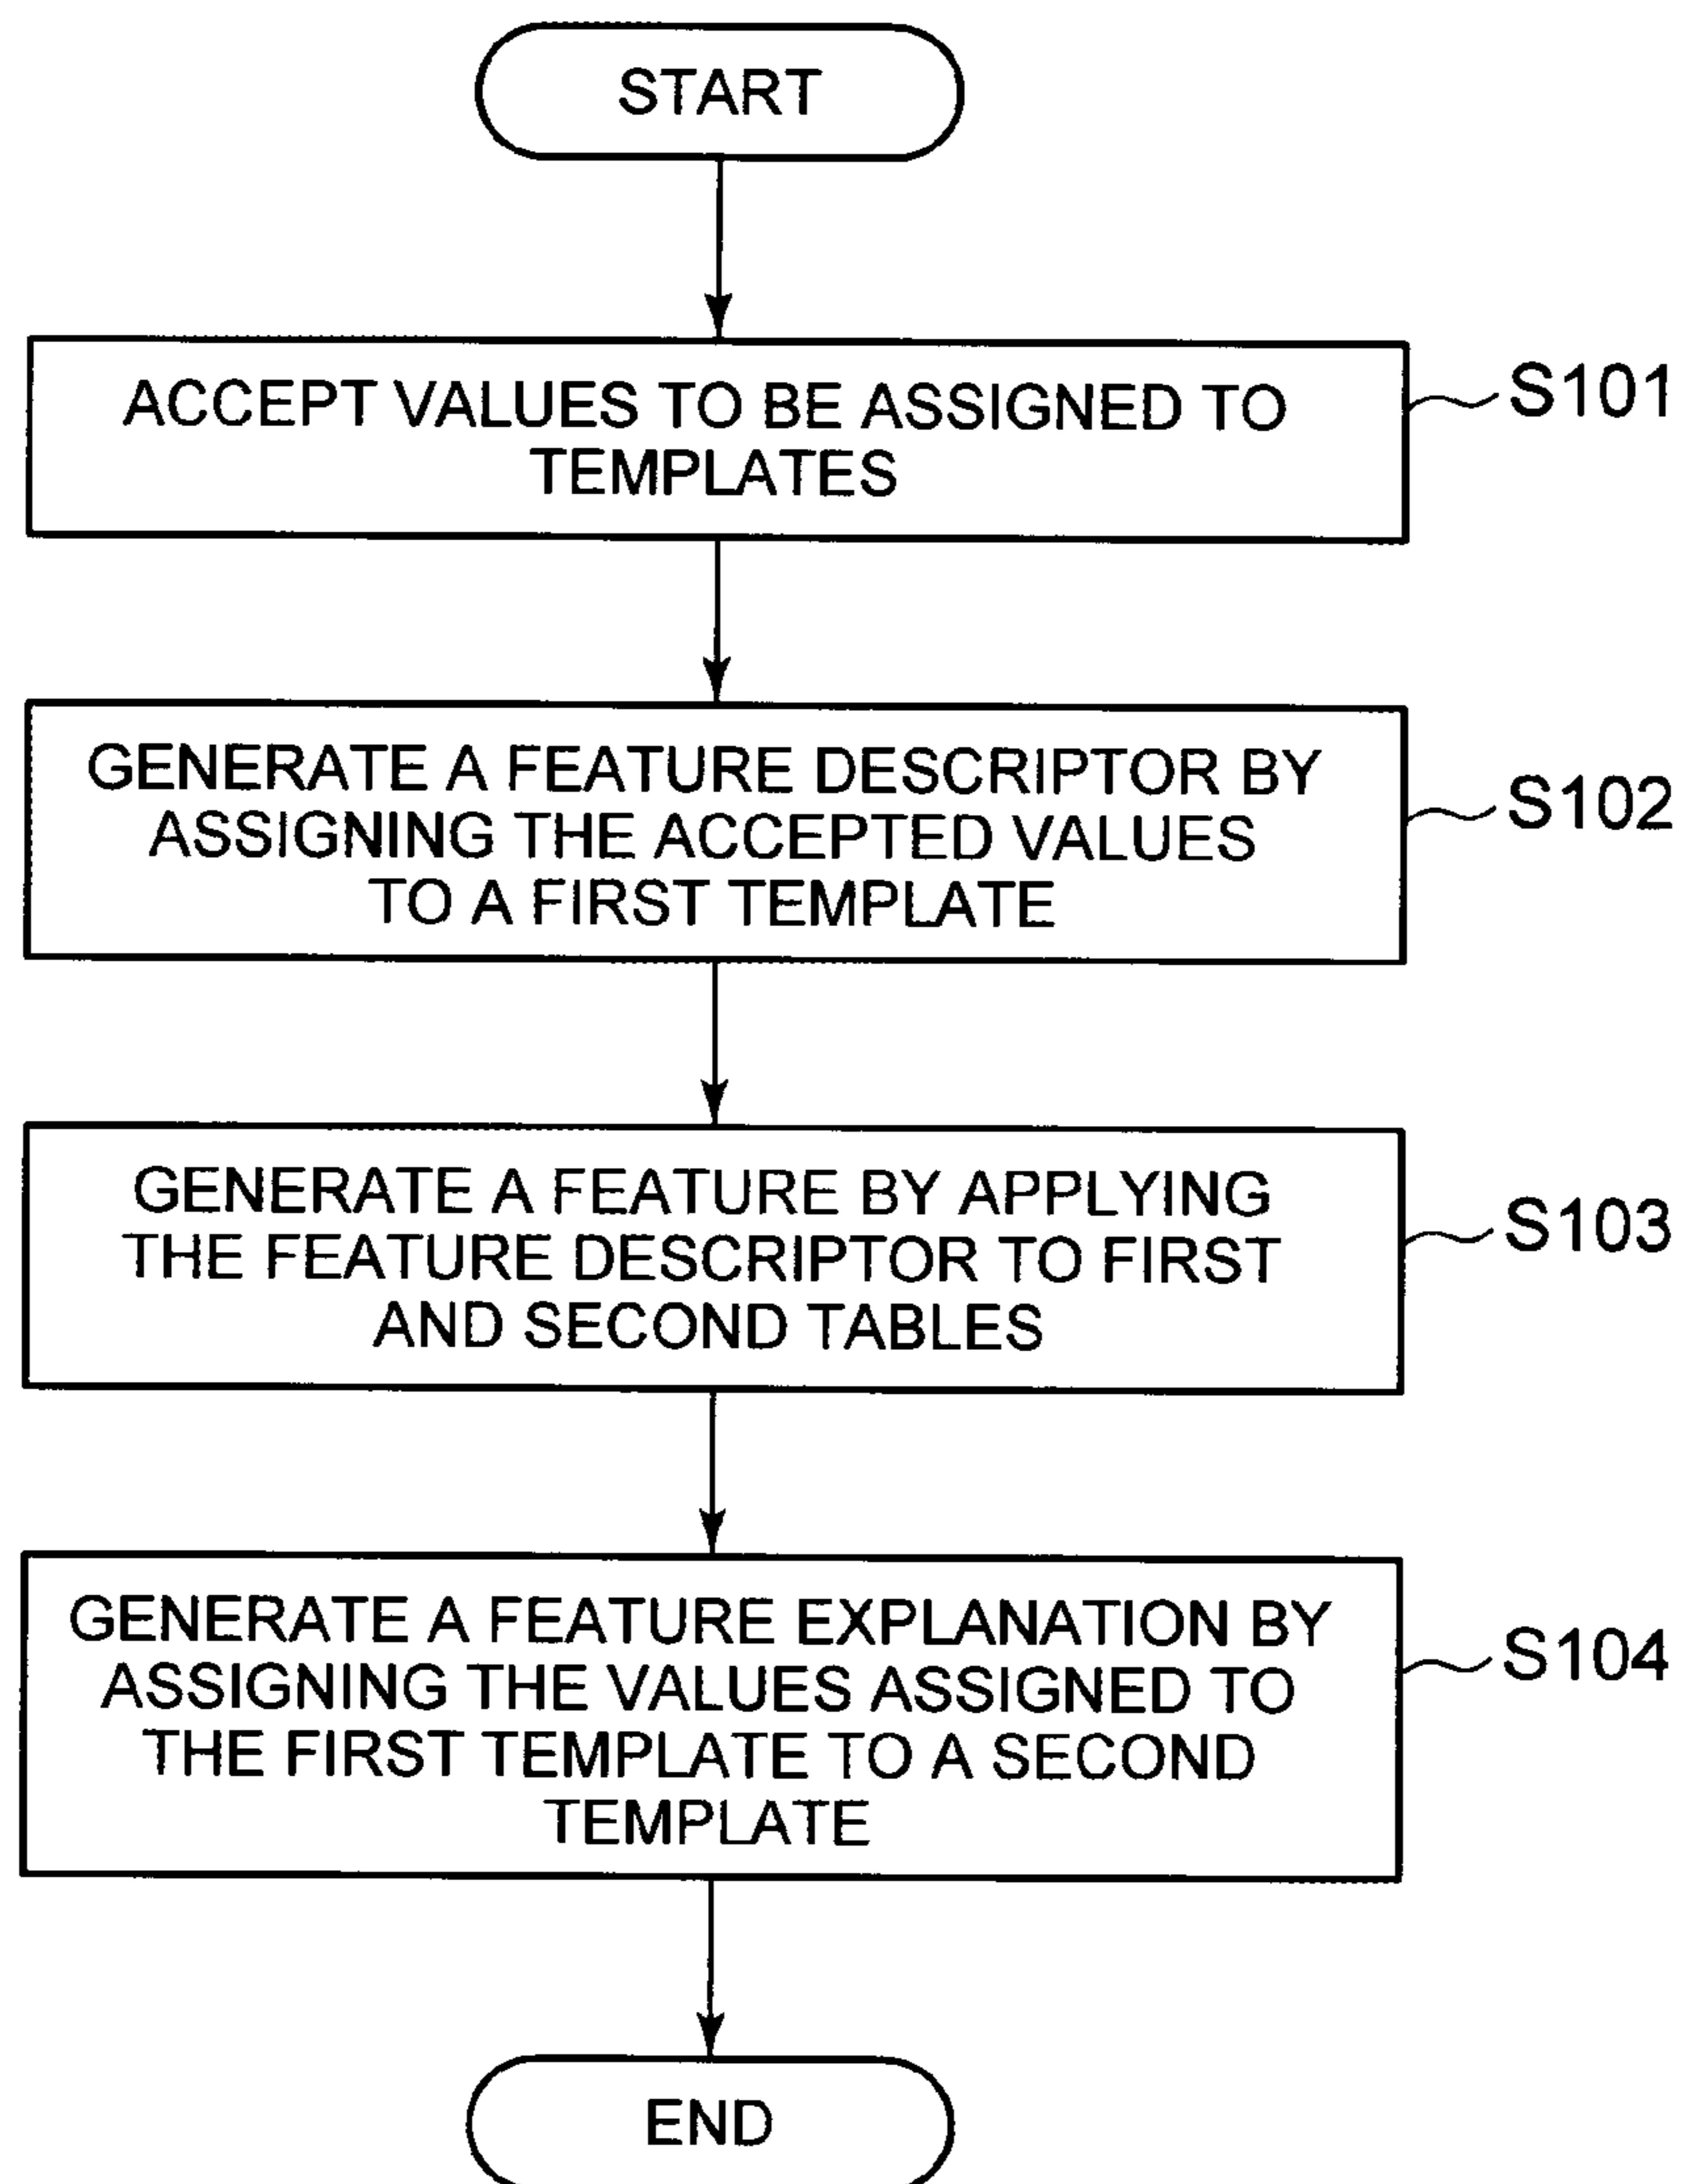 START
ACCEPT VALUES TO BE ASSIGNED TO
TEMPLATES
S101
GENERATE A FEATURE DESCRIPTOR BY
ASSIGNING THE ACCEPTED VALUES
TO A FIRST TEMPLATE
S102
GENERATE A FEATURE BY APPLYING
THE FEATURE DESCRIPTOR TO FIRST
AND SECOND TABLES
S103
GENERATE A FEATURE EXPLANATION BY
ASSIGNING THE VALUES ASSIGNED TO
THE FIRST TEMPLATE TO A SECOND
TEMPLATE
S104
END